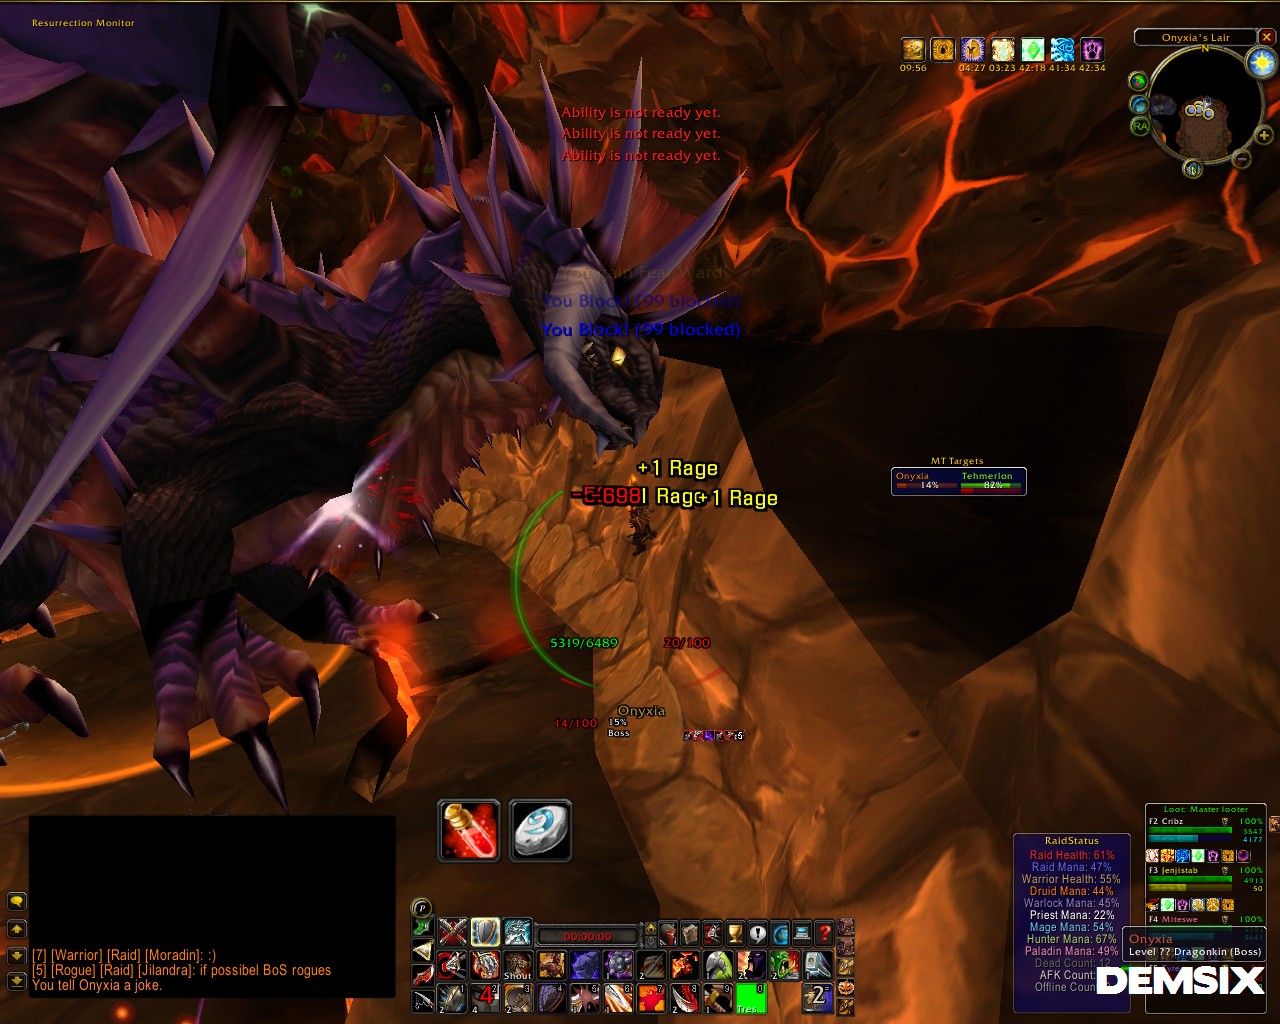 Resurrection Monitor
Onyxia's Lair
N
RA
09:56 04:27 03:23 42:18 41:34 42:34
Ability is not ready yet.
Ability is not ready yet.
Ability is not ready yet.
You gain Fear Ward
You Block! (99 blocked)
You Block! (99 blocked)
MT Targets
Onyxia Tehmerlon
14% 82%
+1 Rage
+1 Rage
5319/6489
20/100
14/100
Onyxia
15%
Boss
Loot: Master looter
F2 Cribz 100%
3547
4177
F3 Jenjistab 100%
4913
50
F4 Miteswe 100%
RaidStatus
Raid Health: 61%
Raid Mana: 47%
Warrior Health: 55%
Druid Mana: 44%
Warlock Mana: 45%
Priest Mana: 22%
Mage Mana: 54%
Hunter Mana: 67%
Paladin Mana: 49%
Dead Count: 12
AFK Count:
Offline Coun
Onyxia
Level ?? Dragonkin (Boss)
DEMSIX
[7] [Warrior] [Raid] [Moradin]: :)
[5] [Rogue] [Raid] [Jilandra]: if possibel BoS rogues
You tell Onyxia a joke.
P
00:00:00
Shout
Tres...